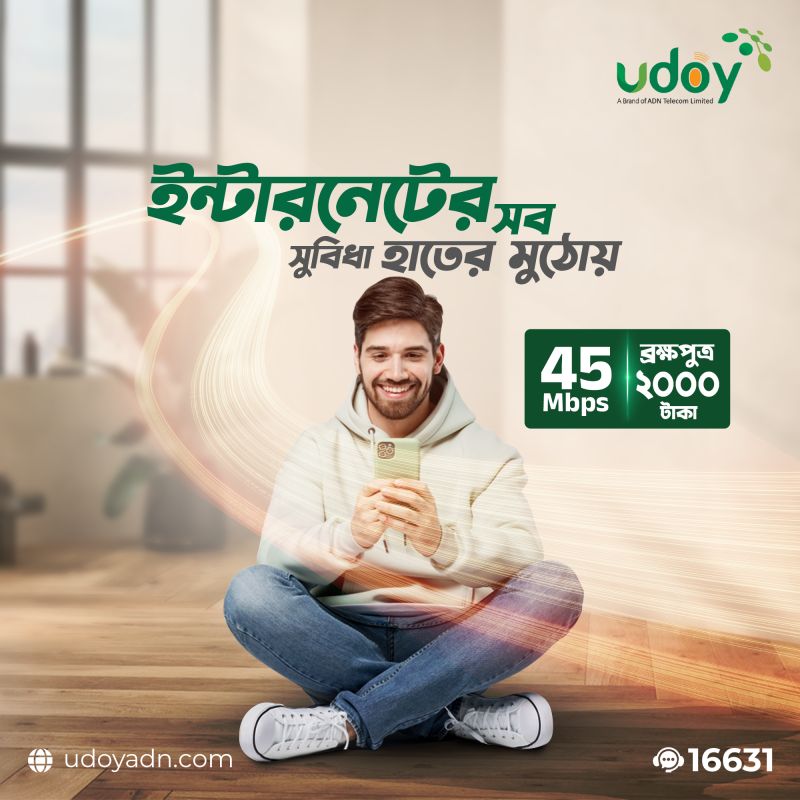 udoy
A Brand of ADN Telecom Limited
ইন্টারনেটের সব
সুবিধা হাতের মুঠোয়
45
Mbps
ব্রহ্মপুত্র
২০০০
টাকা
udoyadn.com
16631